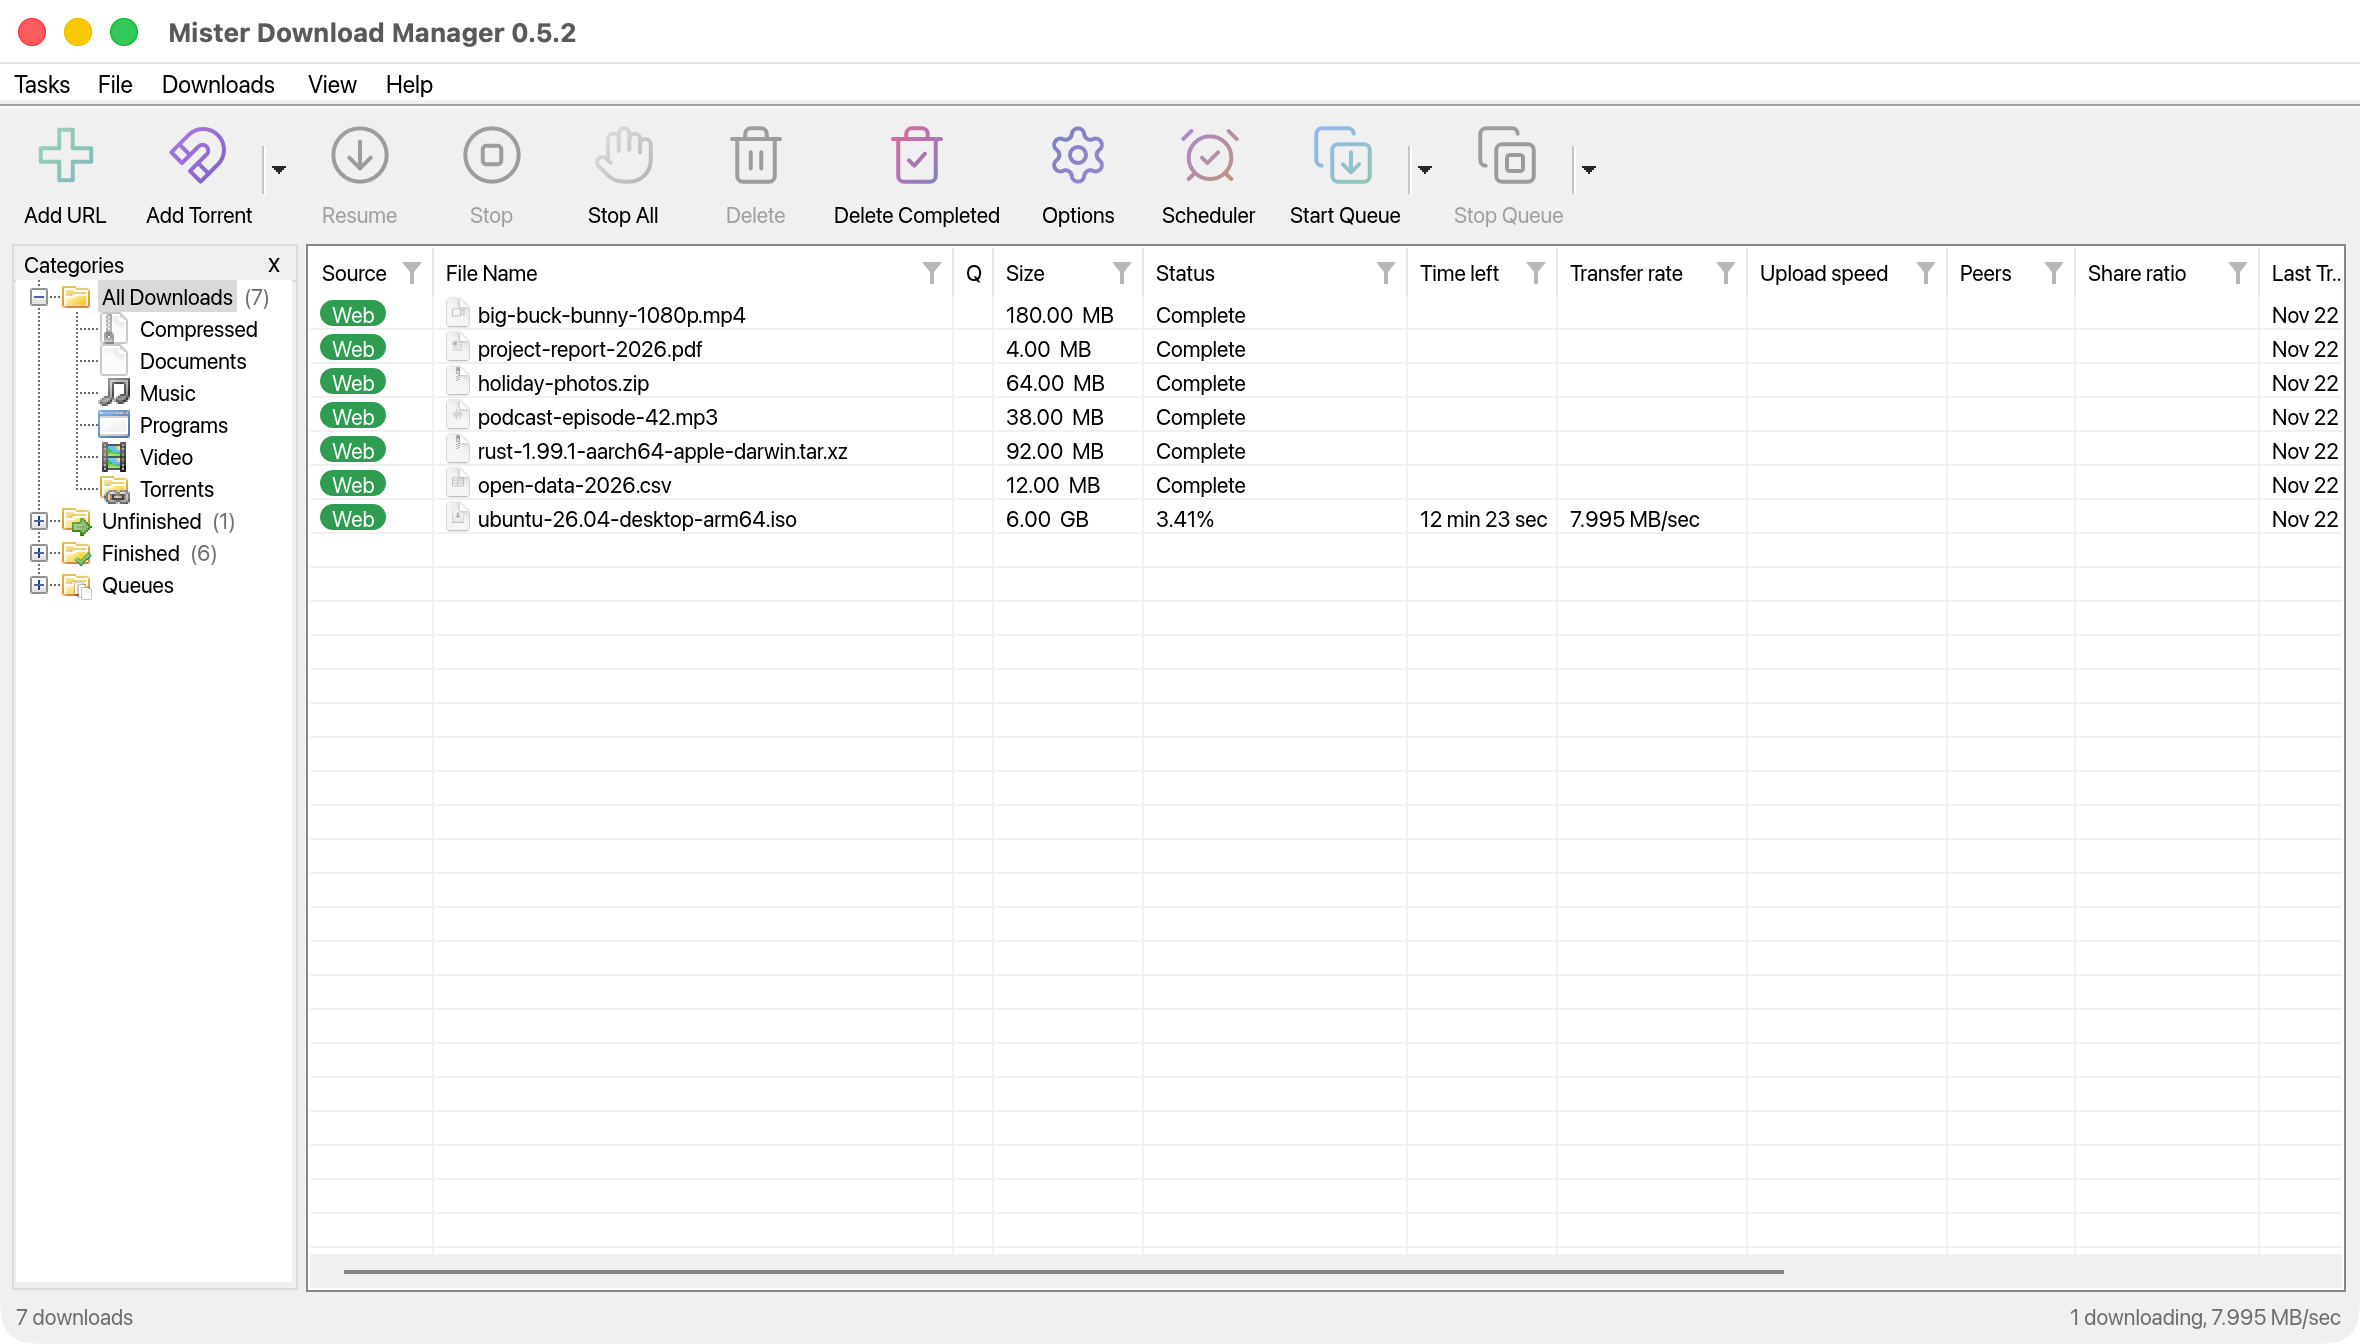 Mister Download Manager 0.5.2
Tasks File Downloads View Help
Add URL Add Torrent Resume Stop Stop All Delete Delete Completed Options Scheduler Start Queue Stop Queue
Categories X
All Downloads (7)
Compressed
Documents
Music
Programs
Video
Torrents
Unfinished (1)
Finished (6)
Queues
Source File Name Q Size Status Time left Transfer rate Upload speed Peers Share ratio Last Tr...
Web big-buck-bunny-1080p.mp4 180.00 MB Complete Nov 22
Web project-report-2026.pdf 4.00 MB Complete Nov 22
Web holiday-photos.zip 64.00 MB Complete Nov 22
Web podcast-episode-42.mp3 38.00 MB Complete Nov 22
Web rust-1.99.1-aarch64-apple-darwin.tar.xz 92.00 MB Complete Nov 22
Web open-data-2026.csv 12.00 MB Complete Nov 22
Web ubuntu-26.04-desktop-arm64.iso 6.00 GB 3.41% 12 min 23 sec 7.995 MB/sec Nov 22
7 downloads 1 downloading, 7.995 MB/sec